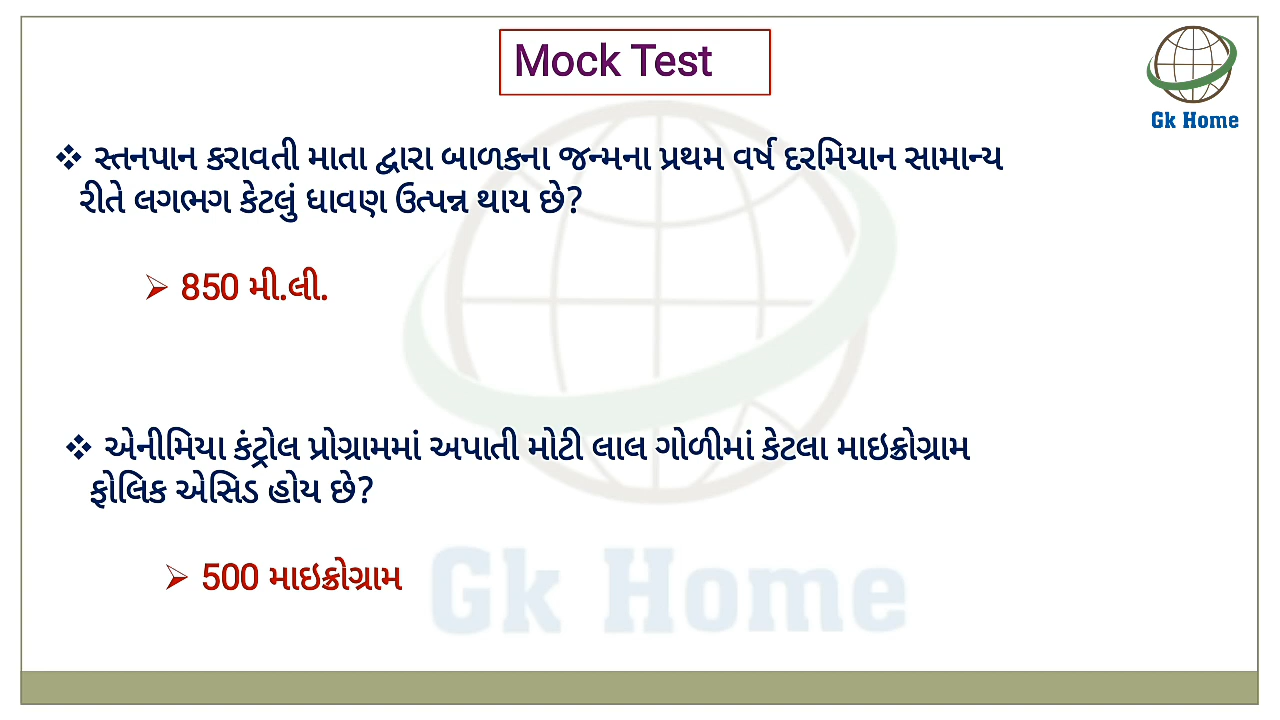 Mock Test
Gk Home
❖ સ્તનપાન કરાવતી માતા દ્વારા બાળકના જન્મના પ્રથમ વર્ષ દરમિયાન સામાન્ય
રીતે લગભગ કેટલું ધાવણ ઉત્પન્ન થાય છે?
➢ 850 મી.લી.
❖ એનીમિયા કંટ્રોલ પ્રોગ્રામમાં અપાતી મોટી લાલ ગોળીમાં કેટલા માઇક્રોગ્રામ
ફોલિક એસિડ હોય છે?
➢ 500 માઇક્રોગ્રામ
Gk Home